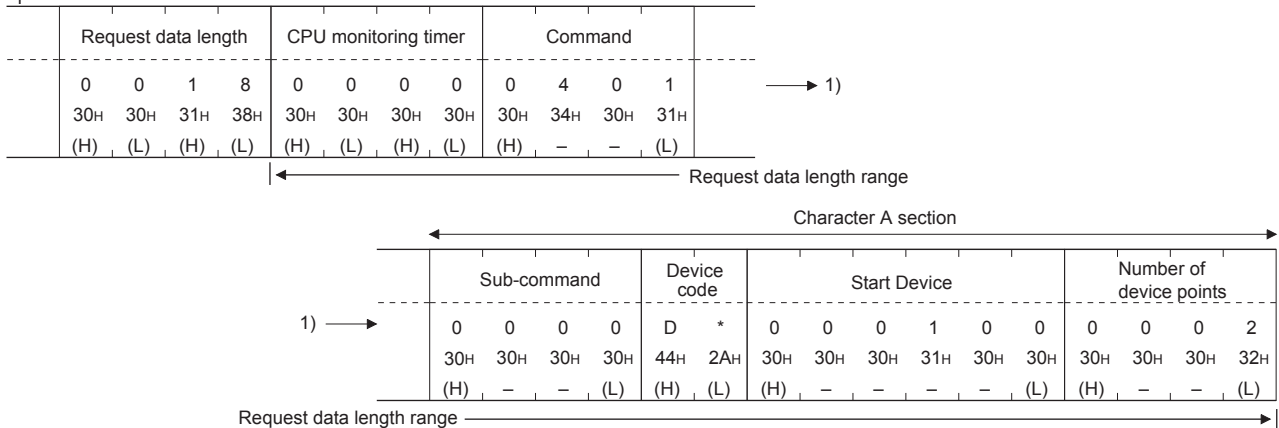 Request data length CPU monitoring timer Command
0 0 1 8 0 0 0 0 0 4 0 1 1)
30H 30H 31H 38H 30H 30H 30H 30H 30H 34H 30H 31H
(H) (L) (H) (L) (H) (L) (H) (L) (H) – – (L)
Request data length range
Character A section
Sub-command Device code Start Device Number of device points
1) 0 0 0 0 D * 0 0 0 1 0 0 0 0 0 2
30H 30H 30H 30H 44H 2AH 30H 30H 30H 31H 30H 30H 30H 30H 30H 32H
(H) – – (L) (H) (L) (H) – – – – (L) (H) – – (L)
Request data length range